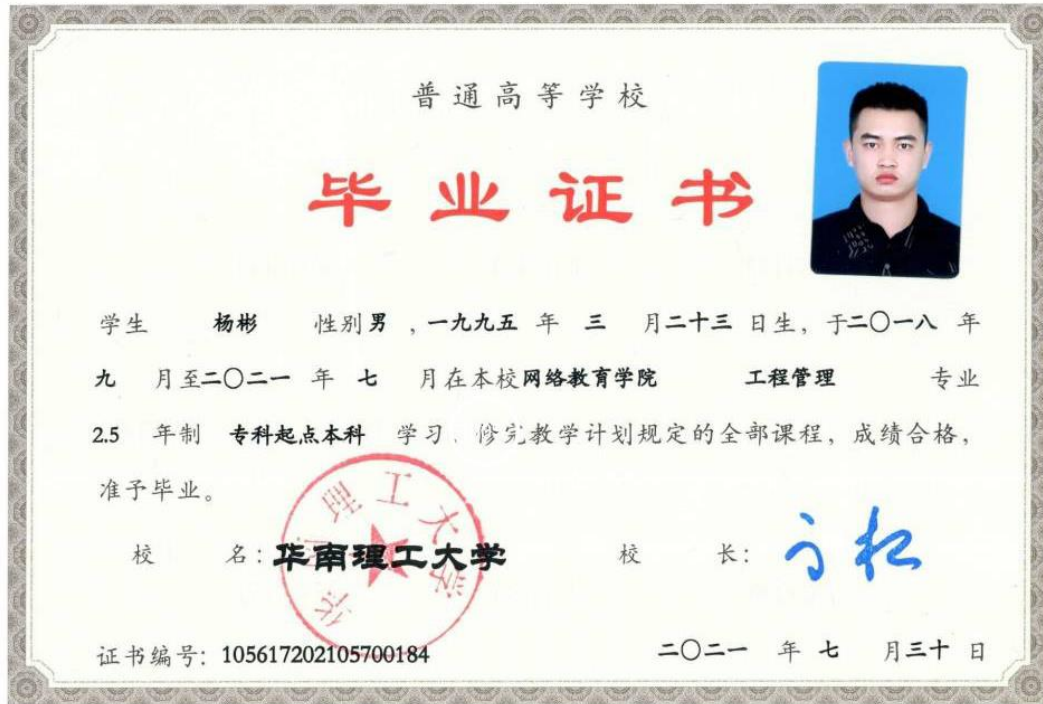 普通高等学校
毕业证书
学生 杨彬 性别男，一九九五 年 三 月二十三 日生，于二〇一八 年
九 月至二〇二一 年 七 月在本校网络教育学院 工程管理 专业
2.5 年制 专科起点本科 学习、修完教学计划规定的全部课程，成绩合格，
准予毕业。
校 名：华南理工大学 校 长：
华南理工大学
证书编号：105617202105700184 二〇二一 年 七 月三十 日